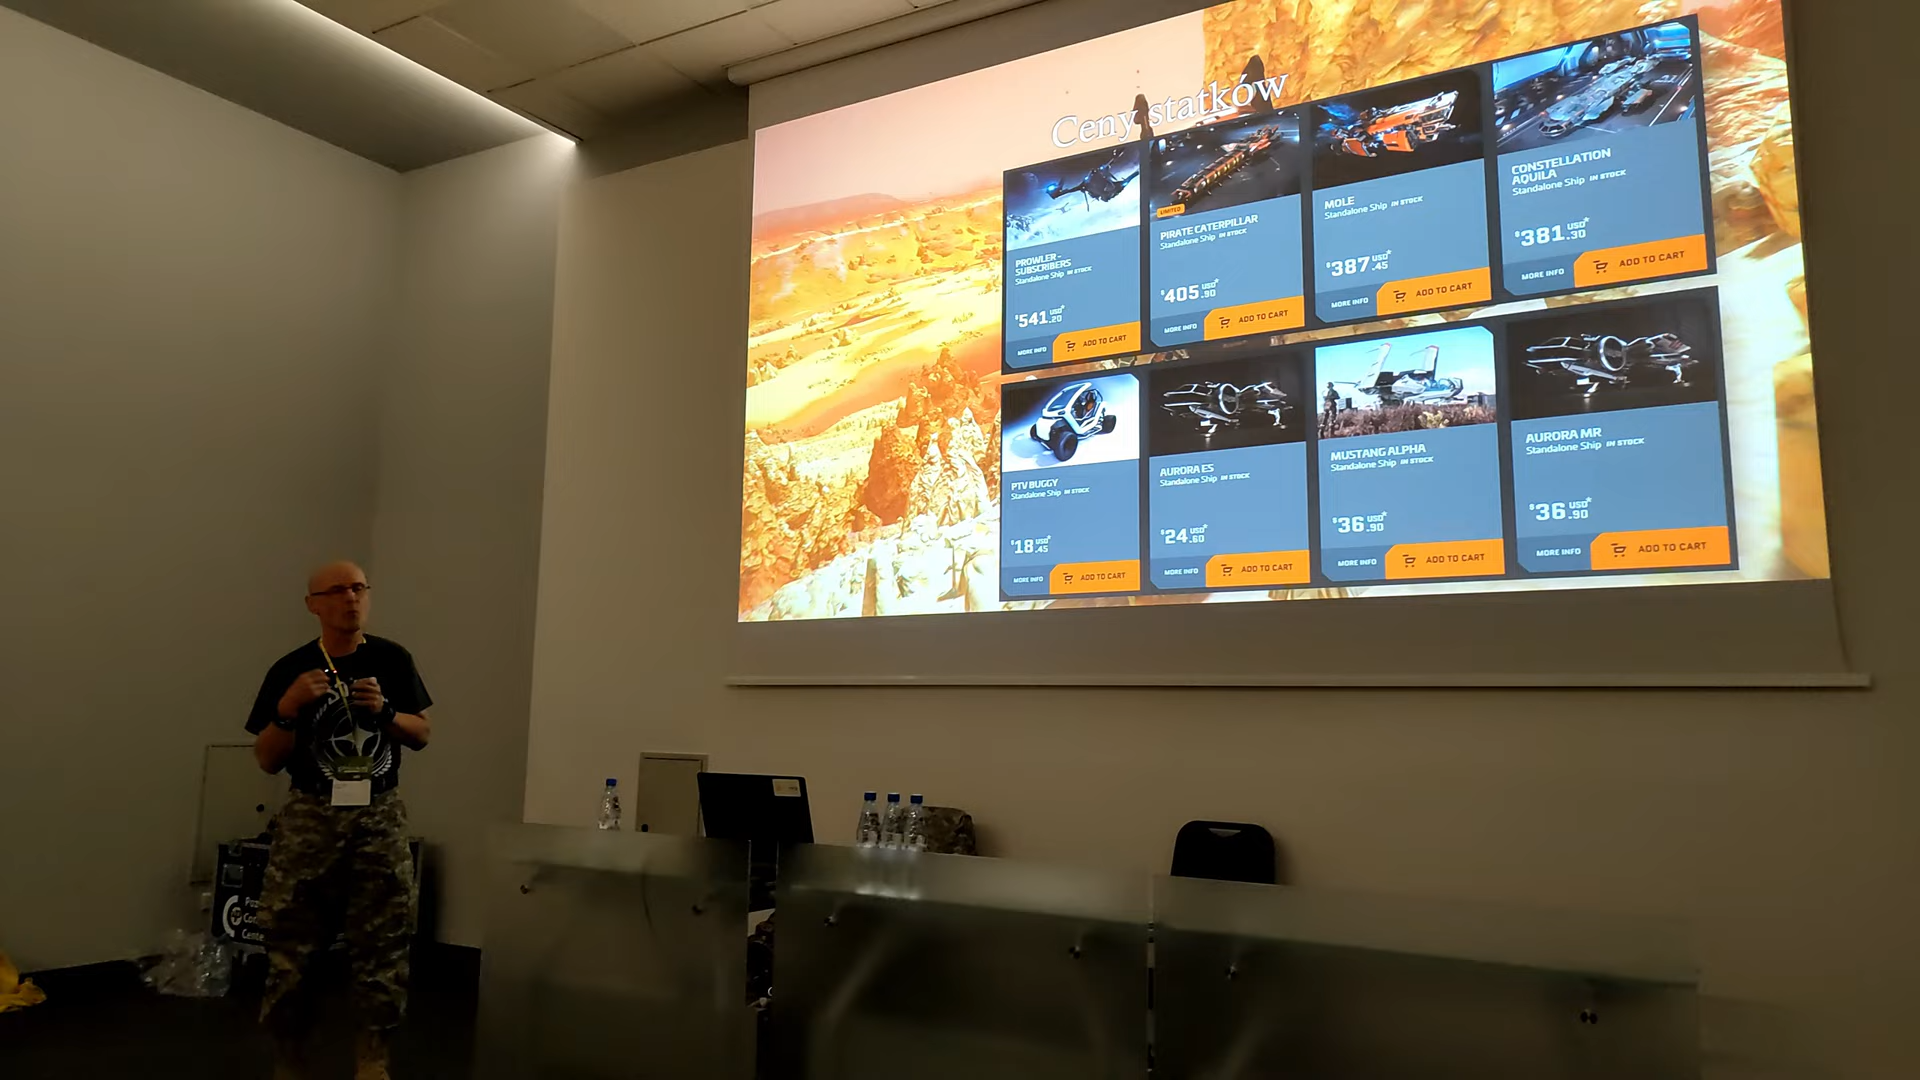 Ceny statków
PROWLER -
SUBSCRIBERS
Standalone Ship IN STOCK
$541.20 USD*
MORE INFO
ADD TO CART
LIMITED
PIRATE CATERPILLAR
Standalone Ship IN STOCK
$405.90 USD*
MORE INFO
ADD TO CART
MOLE
Standalone Ship IN STOCK
$387.45 USD*
MORE INFO
ADD TO CART
CONSTELLATION
AQUILA
Standalone Ship IN STOCK
$381.30 USD*
MORE INFO
ADD TO CART
PTV BUGGY
Standalone Ship IN STOCK
$18.45 USD*
MORE INFO
ADD TO CART
AURORA ES
Standalone Ship IN STOCK
$24.60 USD*
MORE INFO
ADD TO CART
MUSTANG ALPHA
Standalone Ship IN STOCK
$36.90 USD*
MORE INFO
ADD TO CART
AURORA MR
Standalone Ship IN STOCK
$36.90 USD*
MORE INFO
ADD TO CART